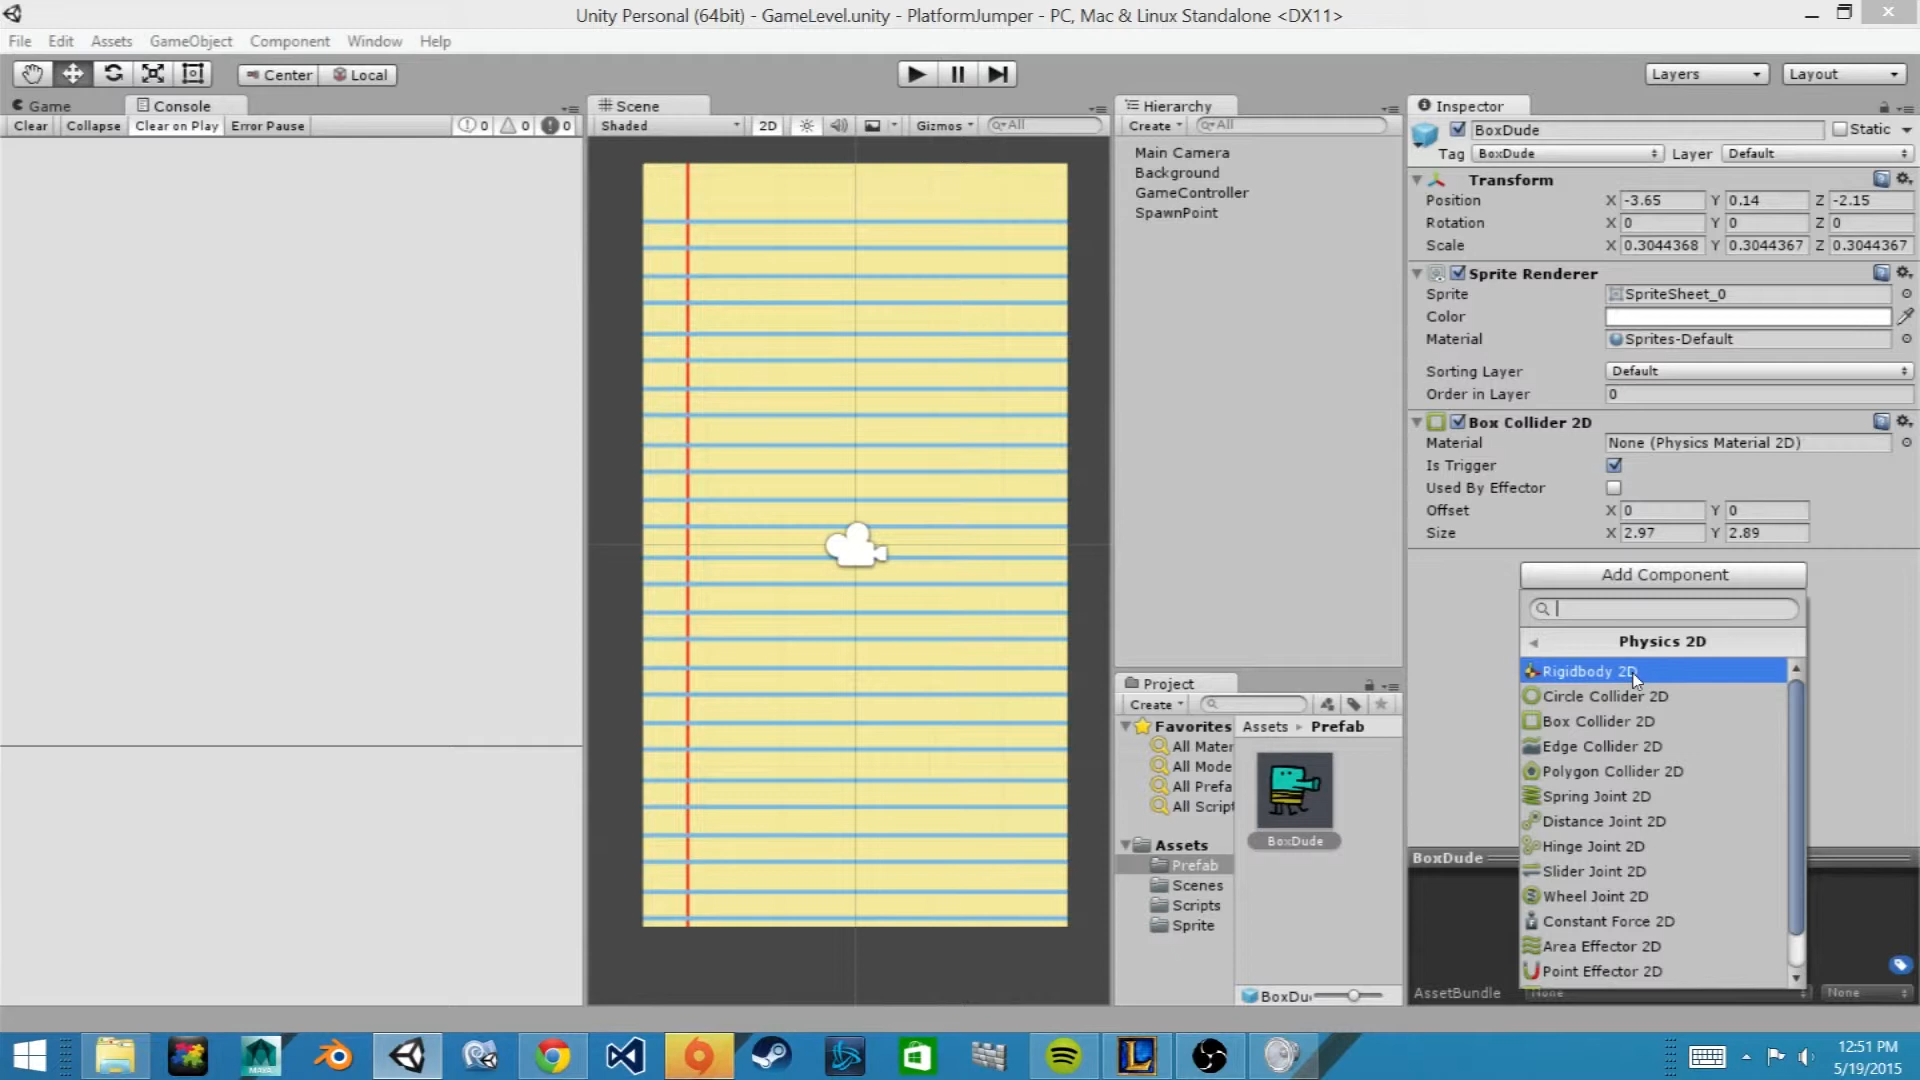 Unity Personal (64bit) - GameLevel.unity - PlatformJumper - PC, Mac & Linux Standalone <DX11>
File Edit Assets GameObject Component Window Help
Center Local
Layers Layout
Game Console
Clear Collapse Clear on Play Error Pause 0 0 0
Scene
Shaded 2D Gizmos All
Hierarchy
Create All
Main Camera
Background
GameController
SpawnPoint
Project
Create
Favorites
All Mater
All Mode
All Prefa
All Script
Assets
Prefab
Scenes
Scripts
Sprite
Assets Prefab
BoxDude
BoxDu
Inspector
BoxDude Static
Tag BoxDude Layer Default
Transform
Position X -3.65 Y 0.14 Z -2.15
Rotation X 0 Y 0 Z 0
Scale X 0.3044368 Y 0.3044367 Z 0.3044367
Sprite Renderer
Sprite SpriteSheet_0
Color
Material Sprites-Default
Sorting Layer Default
Order in Layer 0
Box Collider 2D
Material None (Physics Material 2D)
Is Trigger
Used By Effector
Offset X 0 Y 0
Size X 2.97 Y 2.89
Add Component
Physics 2D
Rigidbody 2D
Circle Collider 2D
Box Collider 2D
Edge Collider 2D
Polygon Collider 2D
Spring Joint 2D
Distance Joint 2D
Hinge Joint 2D
Slider Joint 2D
Wheel Joint 2D
Constant Force 2D
Area Effector 2D
Point Effector 2D
BoxDude
AssetBundle None None
MAYA
12:51 PM
5/19/2015